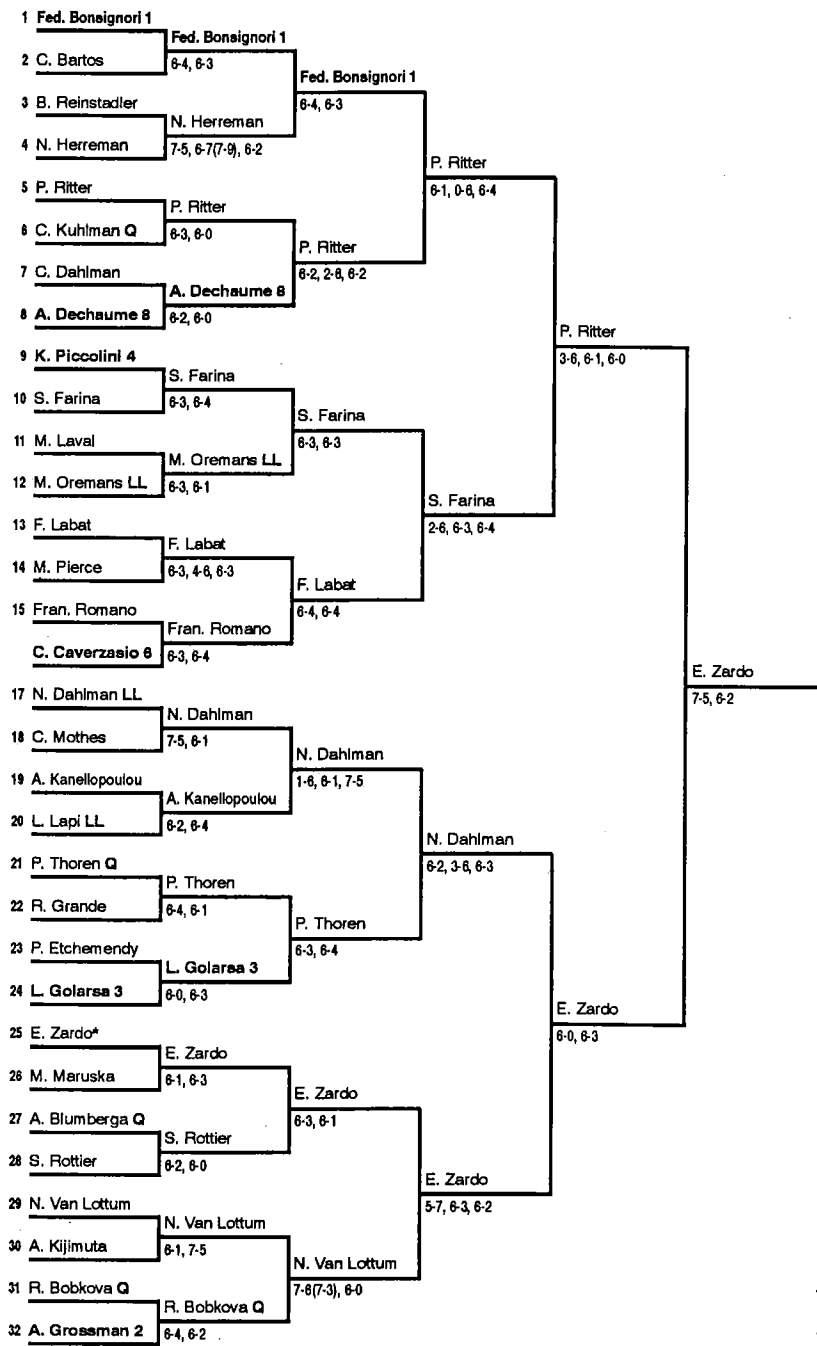 1 Fed. Bonsignori 1
2 C. Bartos
3 B. Reinstadler
4 N. Herreman
5 P. Ritter
6 C. Kuhlman Q
7 C. Dahlman
8 A. Dechaume 8
9 K. Piccolini 4
10 S. Farina
11 M. Laval
12 M. Oremans LL
13 F. Labat
14 M. Pierce
15 Fran. Romano
C. Caverzasio 6
17 N. Dahlman LL
18 C. Mothes
19 A. Kanellopoulou
20 L. Lapi LL
21 P. Thoren Q
22 R. Grande
23 P. Etchemendy
24 L. Golarsa 3
25 E. Zardo*
26 M. Maruska
27 A. Blumberga Q
28 S. Rottier
29 N. Van Lottum
30 A. Kijimuta
31 R. Bobkova Q
32 A. Grossman 2
Fed. Bonsignori 1
6-4, 6-3
N. Herreman
7-5, 6-7(7-9), 6-2
P. Ritter
6-3, 6-0
A. Dechaume 8
6-2, 6-0
S. Farina
6-3, 6-4
M. Oremans LL
6-3, 6-1
F. Labat
6-3, 4-6, 6-3
Fran. Romano
6-3, 6-4
N. Dahlman
7-5, 6-1
A. Kanellopoulou
6-2, 6-4
P. Thoren
6-4, 6-1
L. Golarsa 3
6-0, 6-3
E. Zardo
6-1, 6-3
S. Rottier
6-2, 6-0
N. Van Lottum
6-1, 7-5
R. Bobkova Q
6-4, 6-2
Fed. Bonsignori 1
6-4, 6-3
P. Ritter
6-2, 2-6, 6-2
S. Farina
6-3, 6-3
F. Labat
6-4, 6-4
N. Dahlman
1-6, 6-1, 7-5
P. Thoren
6-3, 6-4
E. Zardo
6-3, 6-1
N. Van Lottum
7-6(7-3), 6-0
P. Ritter
6-1, 0-6, 6-4
S. Farina
2-6, 6-3, 6-4
N. Dahlman
6-2, 3-6, 6-3
E. Zardo
5-7, 6-3, 6-2
P. Ritter
3-6, 6-1, 6-0
E. Zardo
6-0, 6-3
E. Zardo
7-5, 6-2